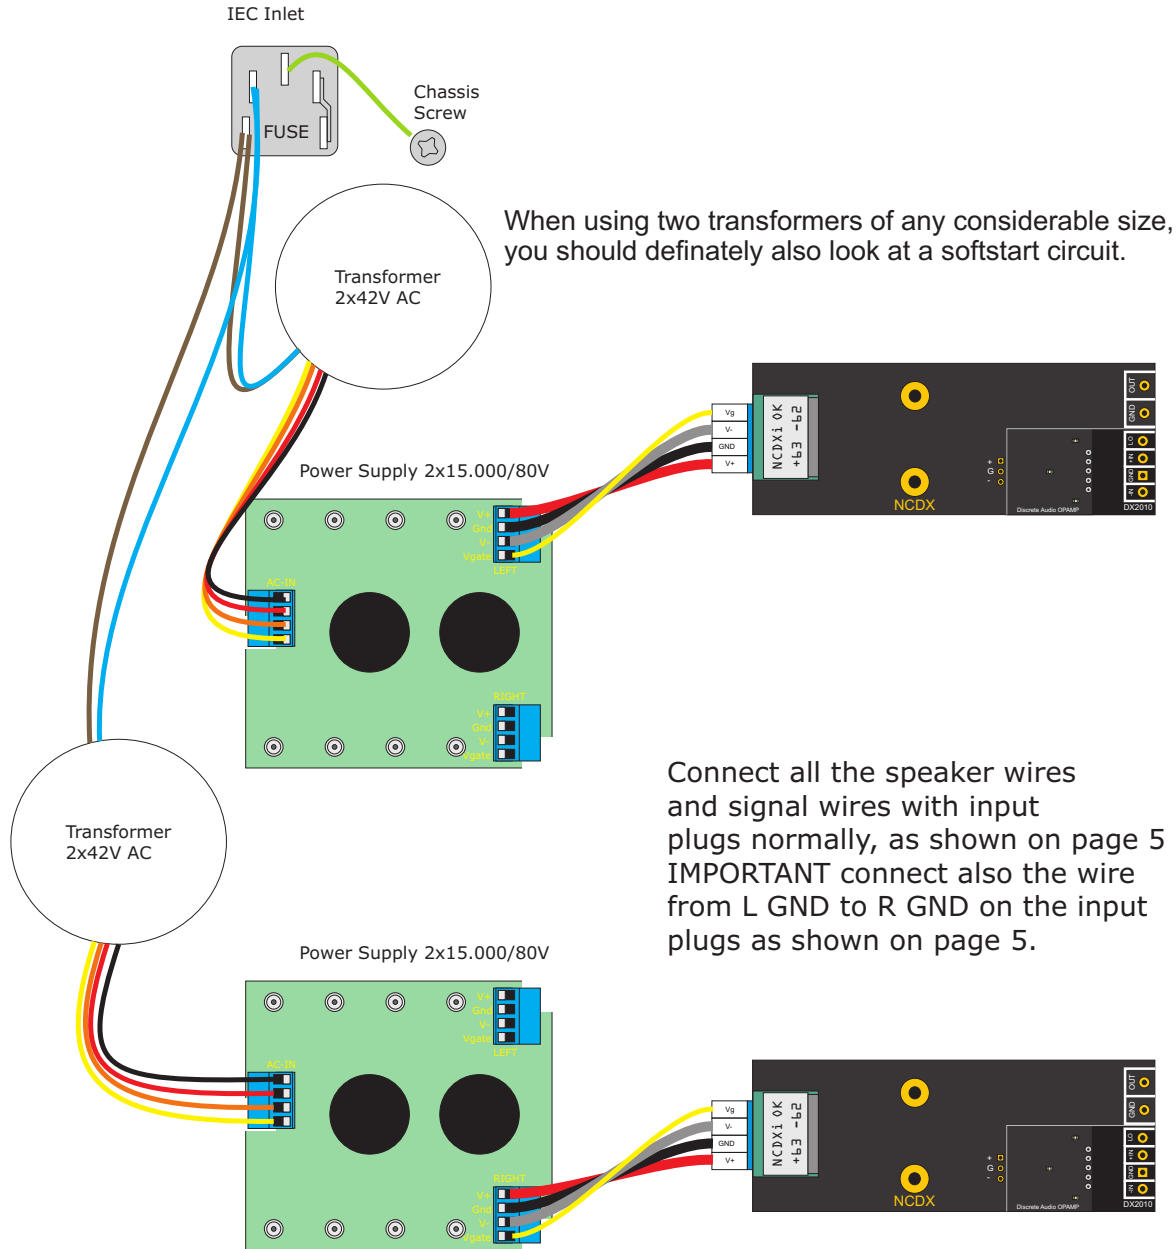 IEC Inlet
FUSE
Chassis
Screw
When using two transformers of any considerable size,
you should definately also look at a softstart circuit.
Transformer
2x42V AC
Vg
V-
GND
V+
NCDXi OK
+63 -62
NCDX
+
G
-
Discrete Audio OPAMP
OUT
GND
LO
+IN
GND
-IN
DX2010
Power Supply 2x15.000/80V
V+
Gnd
V-
Vgate
LEFT
AC-IN
RIGHT
V+
Gnd
V-
Vgate
Connect all the speaker wires
and signal wires with input
plugs normally, as shown on page 5
IMPORTANT connect also the wire
from L GND to R GND on the input
plugs as shown on page 5.
Transformer
2x42V AC
Power Supply 2x15.000/80V
V+
Gnd
V-
Vgate
LEFT
AC-IN
RIGHT
V+
Gnd
V-
Vgate
Vg
V-
GND
V+
NCDXi OK
+63 -62
NCDX
+
G
-
Discrete Audio OPAMP
OUT
GND
LO
+IN
GND
-IN
DX2010